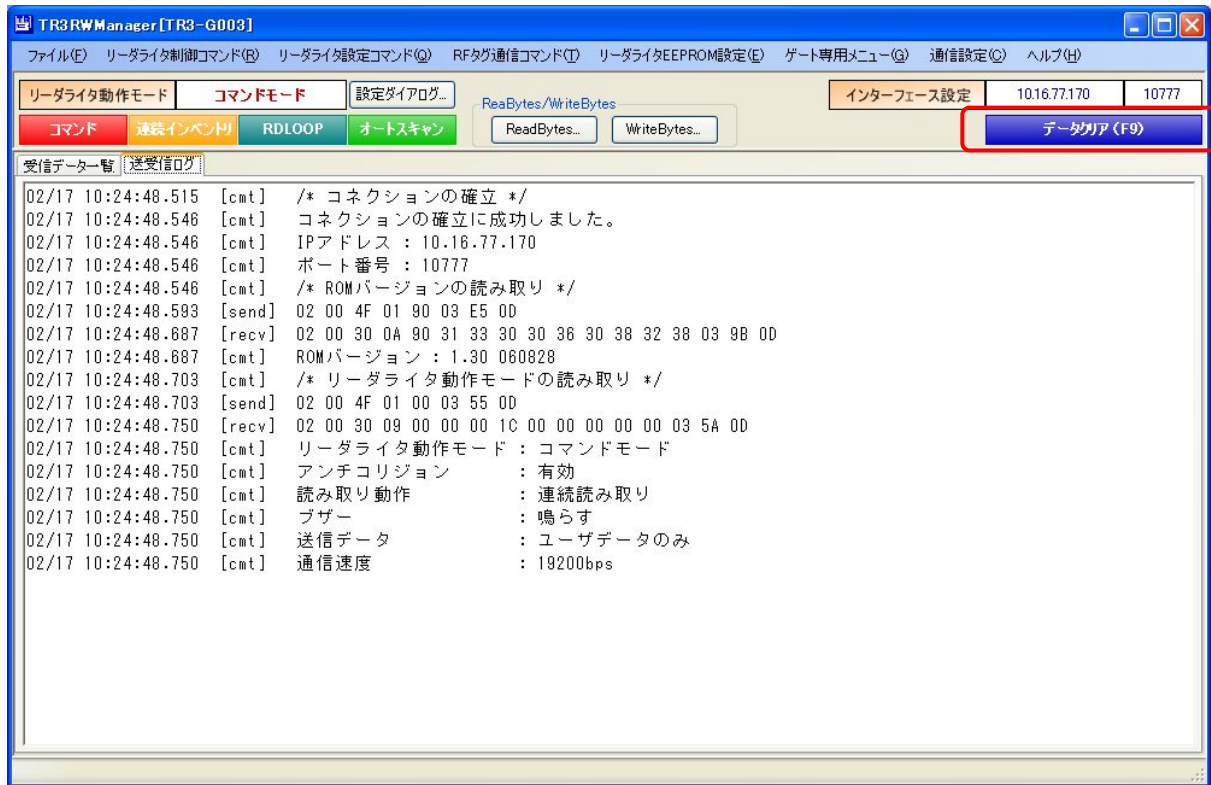 TR3RWManager[TR3-G003]
ファイル(F) リーダライタ制御コマンド(R) リーダライタ設定コマンド(Q) RFタグ通信コマンド(T) リーダライタEEPROM設定(E) ゲート専用メニュー(G) 通信設定(C) ヘルプ(H)
リーダライタ動作モード コマンドモード 設定ダイアログ... ReaBytes/WriteBytes インターフェース設定 10.16.77.170 10777
コマンド 連続インベントリ RDLOOP オートスキャン ReadBytes... WriteBytes... データクリア(F9)
受信データ一覧 送受信ログ
02/17 10:24:48.515 [cmt] /* コネクションの確立 */
02/17 10:24:48.546 [cmt] コネクションの確立に成功しました。
02/17 10:24:48.546 [cmt] IPアドレス : 10.16.77.170
02/17 10:24:48.546 [cmt] ポート番号 : 10777
02/17 10:24:48.546 [cmt] /* ROMバージョンの読み取り */
02/17 10:24:48.593 [send] 02 00 4F 01 90 03 E5 0D
02/17 10:24:48.687 [recv] 02 00 30 0A 90 31 33 30 30 36 30 38 32 38 03 9B 0D
02/17 10:24:48.687 [cmt] ROMバージョン : 1.30 060828
02/17 10:24:48.703 [cmt] /* リーダライタ動作モードの読み取り */
02/17 10:24:48.703 [send] 02 00 4F 01 00 03 55 0D
02/17 10:24:48.750 [recv] 02 00 30 09 00 00 00 1C 00 00 00 00 00 03 5A 0D
02/17 10:24:48.750 [cmt] リーダライタ動作モード : コマンドモード
02/17 10:24:48.750 [cmt] アンチコリジョン : 有効
02/17 10:24:48.750 [cmt] 読み取り動作 : 連続読み取り
02/17 10:24:48.750 [cmt] ブザー : 鳴らす
02/17 10:24:48.750 [cmt] 送信データ : ユーザデータのみ
02/17 10:24:48.750 [cmt] 通信速度 : 19200bps